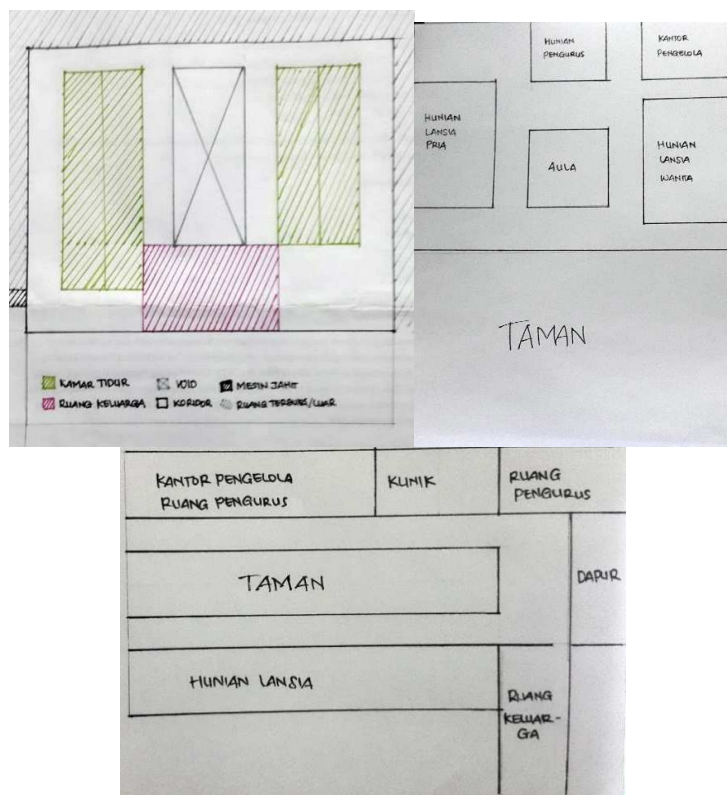 KAMAR TIDUR
VOID
MESIN JAHIT
RUANG KELUARGA
KORIDOR
RUANG TERBUKA/LUAR
HUNIAN
PENGURUS
KANTOR
PENGELOLA
HUNIAN
LANSIA
PRIA
AULA
HUNIAN
LANSIA
WANITA
TAMAN
KANTOR PENGELOLA
RUANG PENGURUS
KLINIK
RUANG
PENGURUS
TAMAN
DAPUR
HUNIAN LANSIA
RUANG
KELUAR-
GA